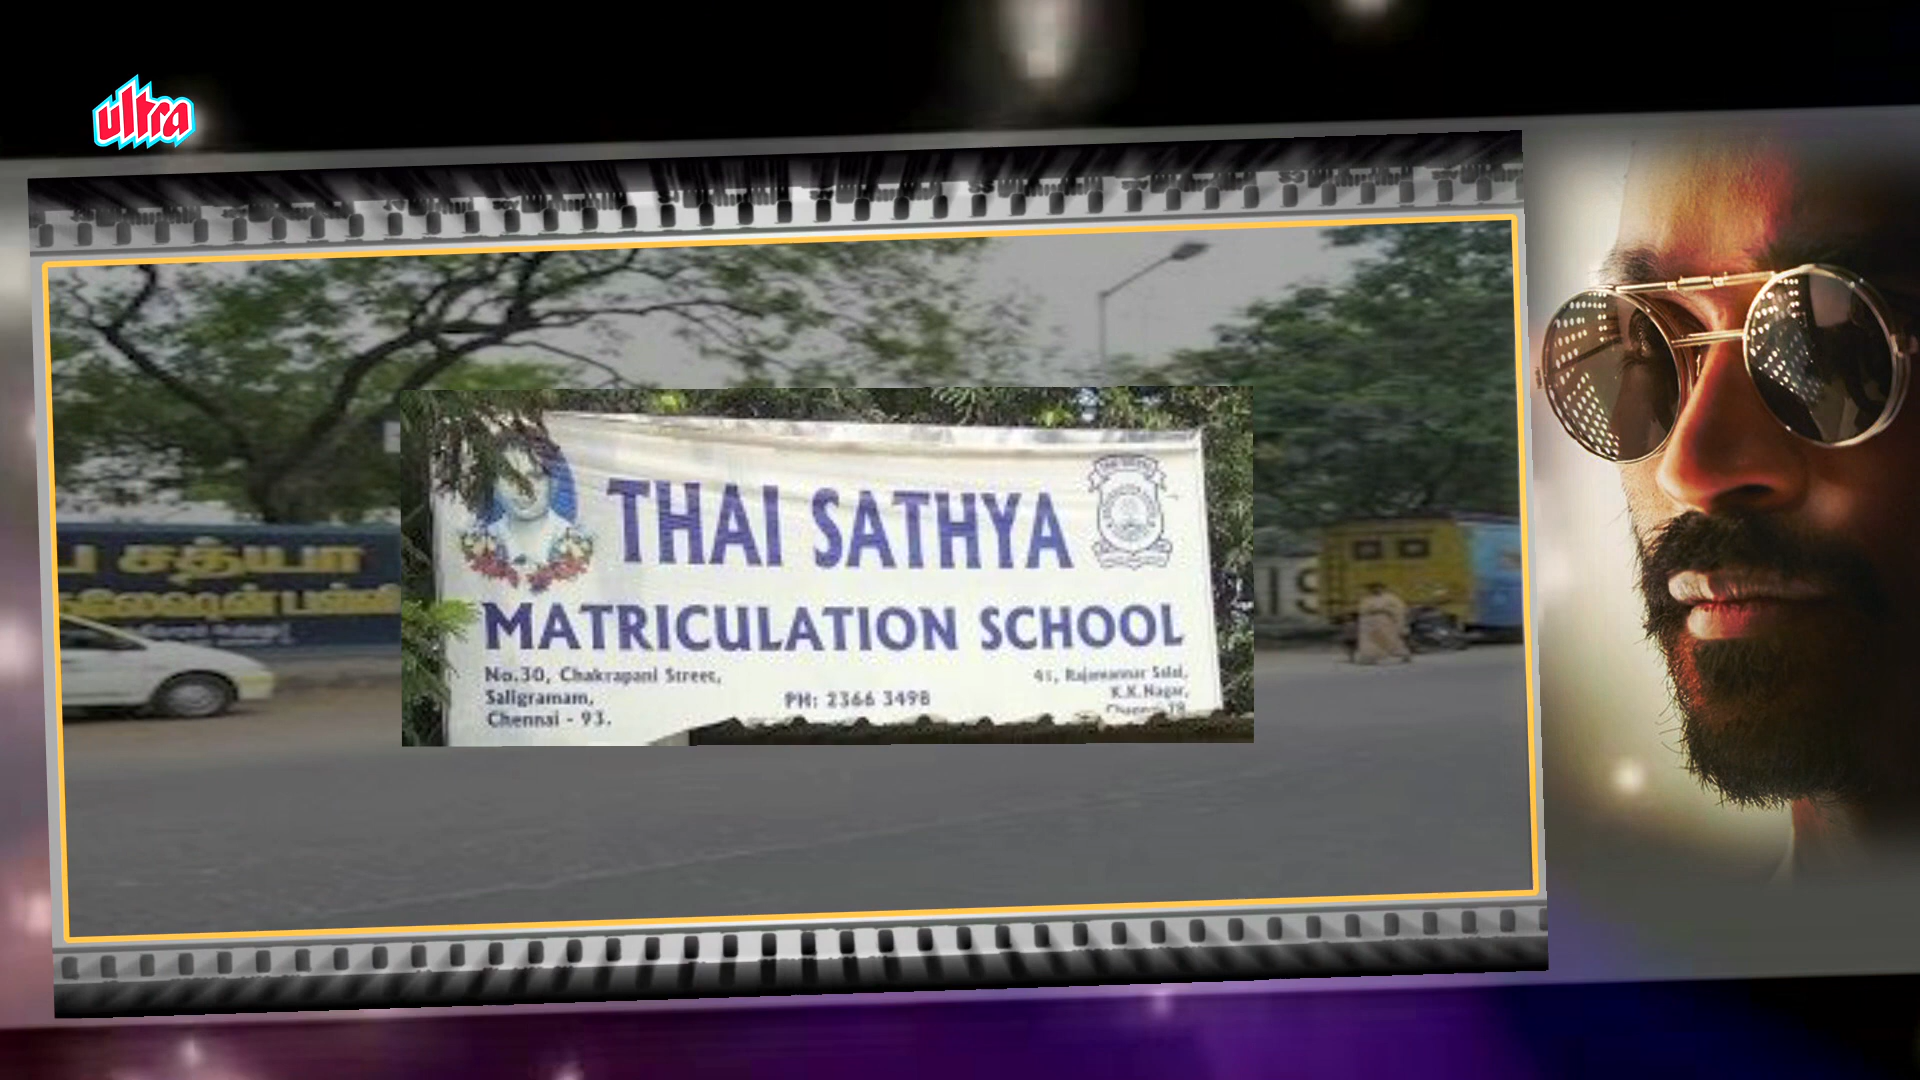 ultra
THAI SATHYA
MATRICULATION SCHOOL
No.30, Chakrapani Street,
Saligramam,
Chennai - 93.
PH: 2366 3498
41, Rajamannar Salai,
K.K.Nagar,
சத்யா